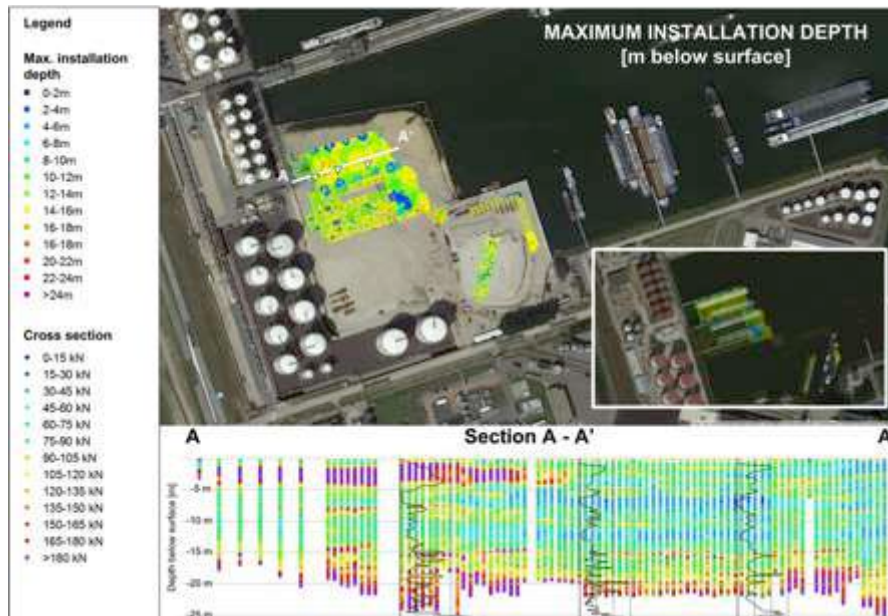 Legend
Max. installation
depth
0-2m
2-4m
4-6m
6-8m
8-10m
10-12m
12-14m
14-16m
16-18m
16-18m
20-22m
22-24m
>24m
Cross section
0-15 kN
15-30 kN
30-45 kN
45-60 kN
60-75 kN
75-90 kN
90-105 kN
105-120 kN
120-135 kN
135-150 kN
150-165 kN
165-180 kN
>180 kN
MAXIMUM INSTALLATION DEPTH
[m below surface]
A
A'
A
Section A - A'
A
Depth below surface [m]
-5 m
-10 m
-15 m
-20 m
-25 m